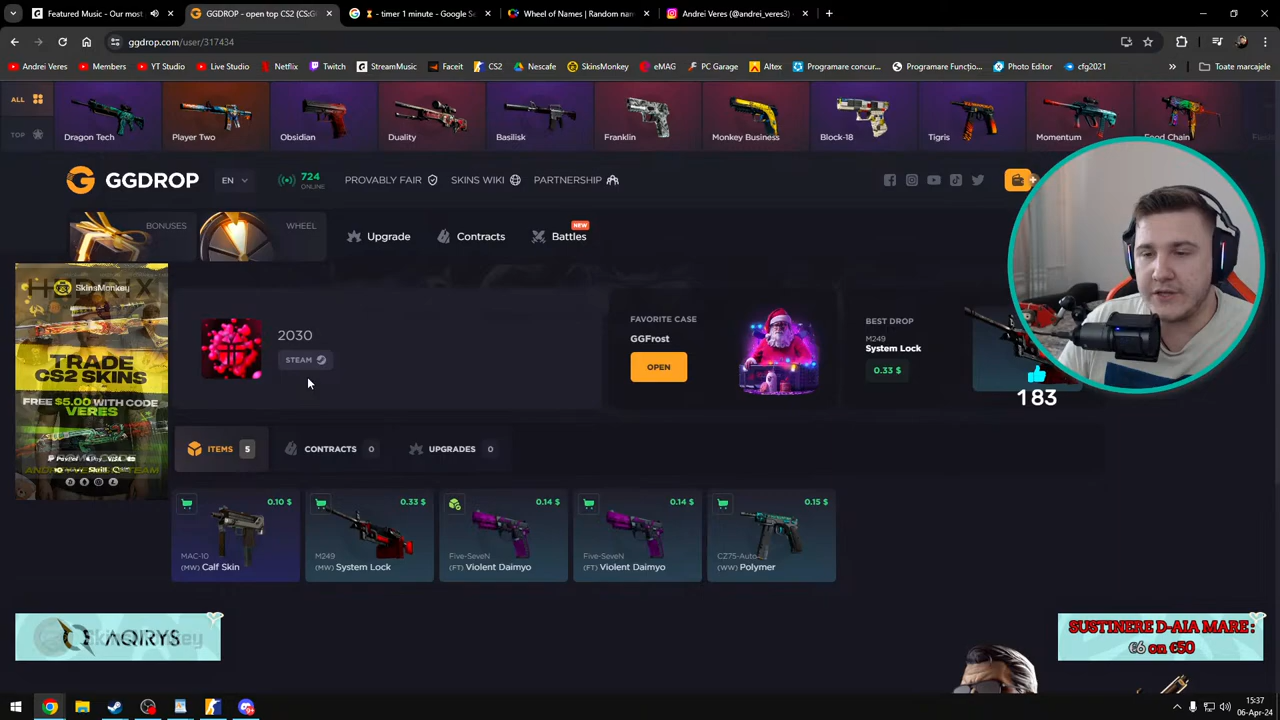 Featured Music - Our most
GGDROP - open top CS2 (CS:G
- timer 1 minute - Google Se
Wheel of Names | Random na
Andrei Veres (@andrei_veres3)
ggdrop.com/user/317434
Andrei Veres
Members
YT Studio
Live Studio
Netflix
Twitch
StreamMusic
Faceit
CS2
Nescafe
SkinsMonkey
eMAG
PC Garage
Altex
Programare concur...
Programare Funcțio...
Photo Editor
cfg2021
Toate marcajele
ALL
TOP
Dragon Tech
Player Two
Obsidian
Duality
Basilisk
Franklin
Monkey Business
Block-18
Tigris
Momentum
Food Chain
GGDROP
EN
724
ONLINE
PROVABLY FAIR
SKINS WIKI
PARTNERSHIP
BONUSES
WHEEL
Upgrade
Contracts
NEW
Battles
SkinsMonkey
TRADE
CS2 SKINS
FREE $5.00 WITH CODE
VERES
2030
STEAM
FAVORITE CASE
GGFrost
OPEN
BEST DROP
M249
System Lock
0.33 $
183
ITEMS 5
CONTRACTS 0
UPGRADES 0
0.10 $
MAC-10
(MW) Calf Skin
0.33 $
M249
(MW) System Lock
0.14 $
Five-SeveN
(FT) Violent Daimyo
0.14 $
Five-SeveN
(FT) Violent Daimyo
0.15 $
CZ75-Auto
(WW) Polymer
AQIRYS
SUSTINERE D-AIA MARE :
€6 on €50
15:37
06-Apr-24